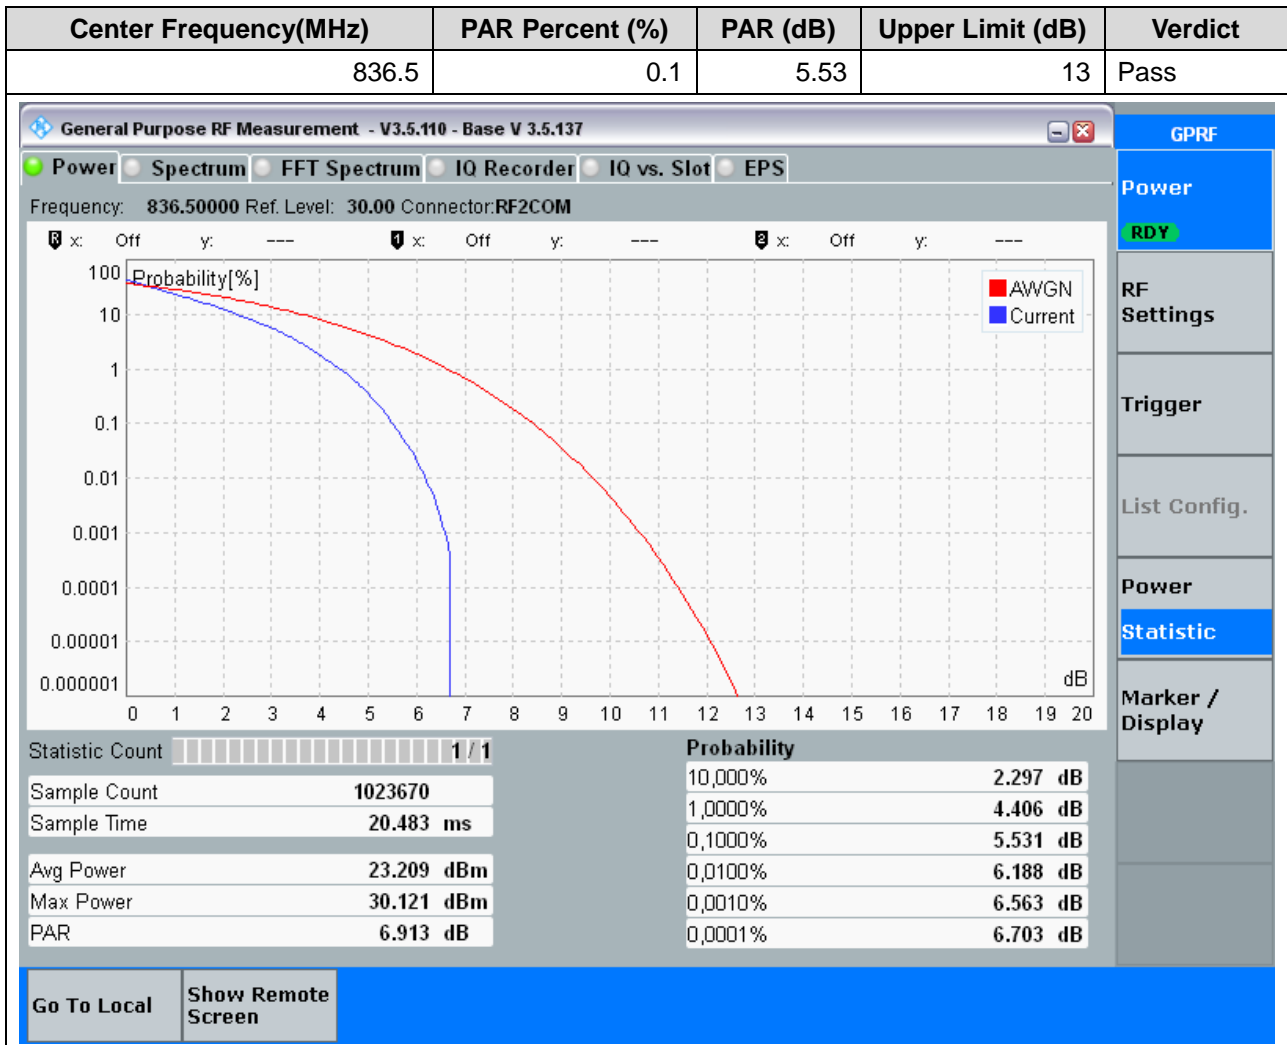 Center Frequency(MHz) PAR Percent (%) PAR (dB) Upper Limit (dB) Verdict
836.5 0.1 5.53 13 Pass
General Purpose RF Measurement - V3.5.110 - Base V 3.5.137
GPRF
Power Spectrum FFT Spectrum IQ Recorder IQ vs. Slot EPS
Frequency: 836.50000 Ref. Level: 30.00 Connector:RF2COM
R x: Off y: --- 1 x: Off y: --- 2 x: Off y: ---
Probability[%]
AWGN
Current
100
10
1
0.1
0.01
0.001
0.0001
0.00001
0.000001
dB
0 1 2 3 4 5 6 7 8 9 10 11 12 13 14 15 16 17 18 19 20
Statistic Count 1 / 1
Sample Count 1023670
Sample Time 20.483 ms
Avg Power 23.209 dBm
Max Power 30.121 dBm
PAR 6.913 dB
Probability
10,000% 2.297 dB
1,0000% 4.406 dB
0,1000% 5.531 dB
0,0100% 6.188 dB
0,0010% 6.563 dB
0,0001% 6.703 dB
Power
RDY
RF
Settings
Trigger
List Config.
Power
Statistic
Marker /
Display
Go To Local
Show Remote
Screen